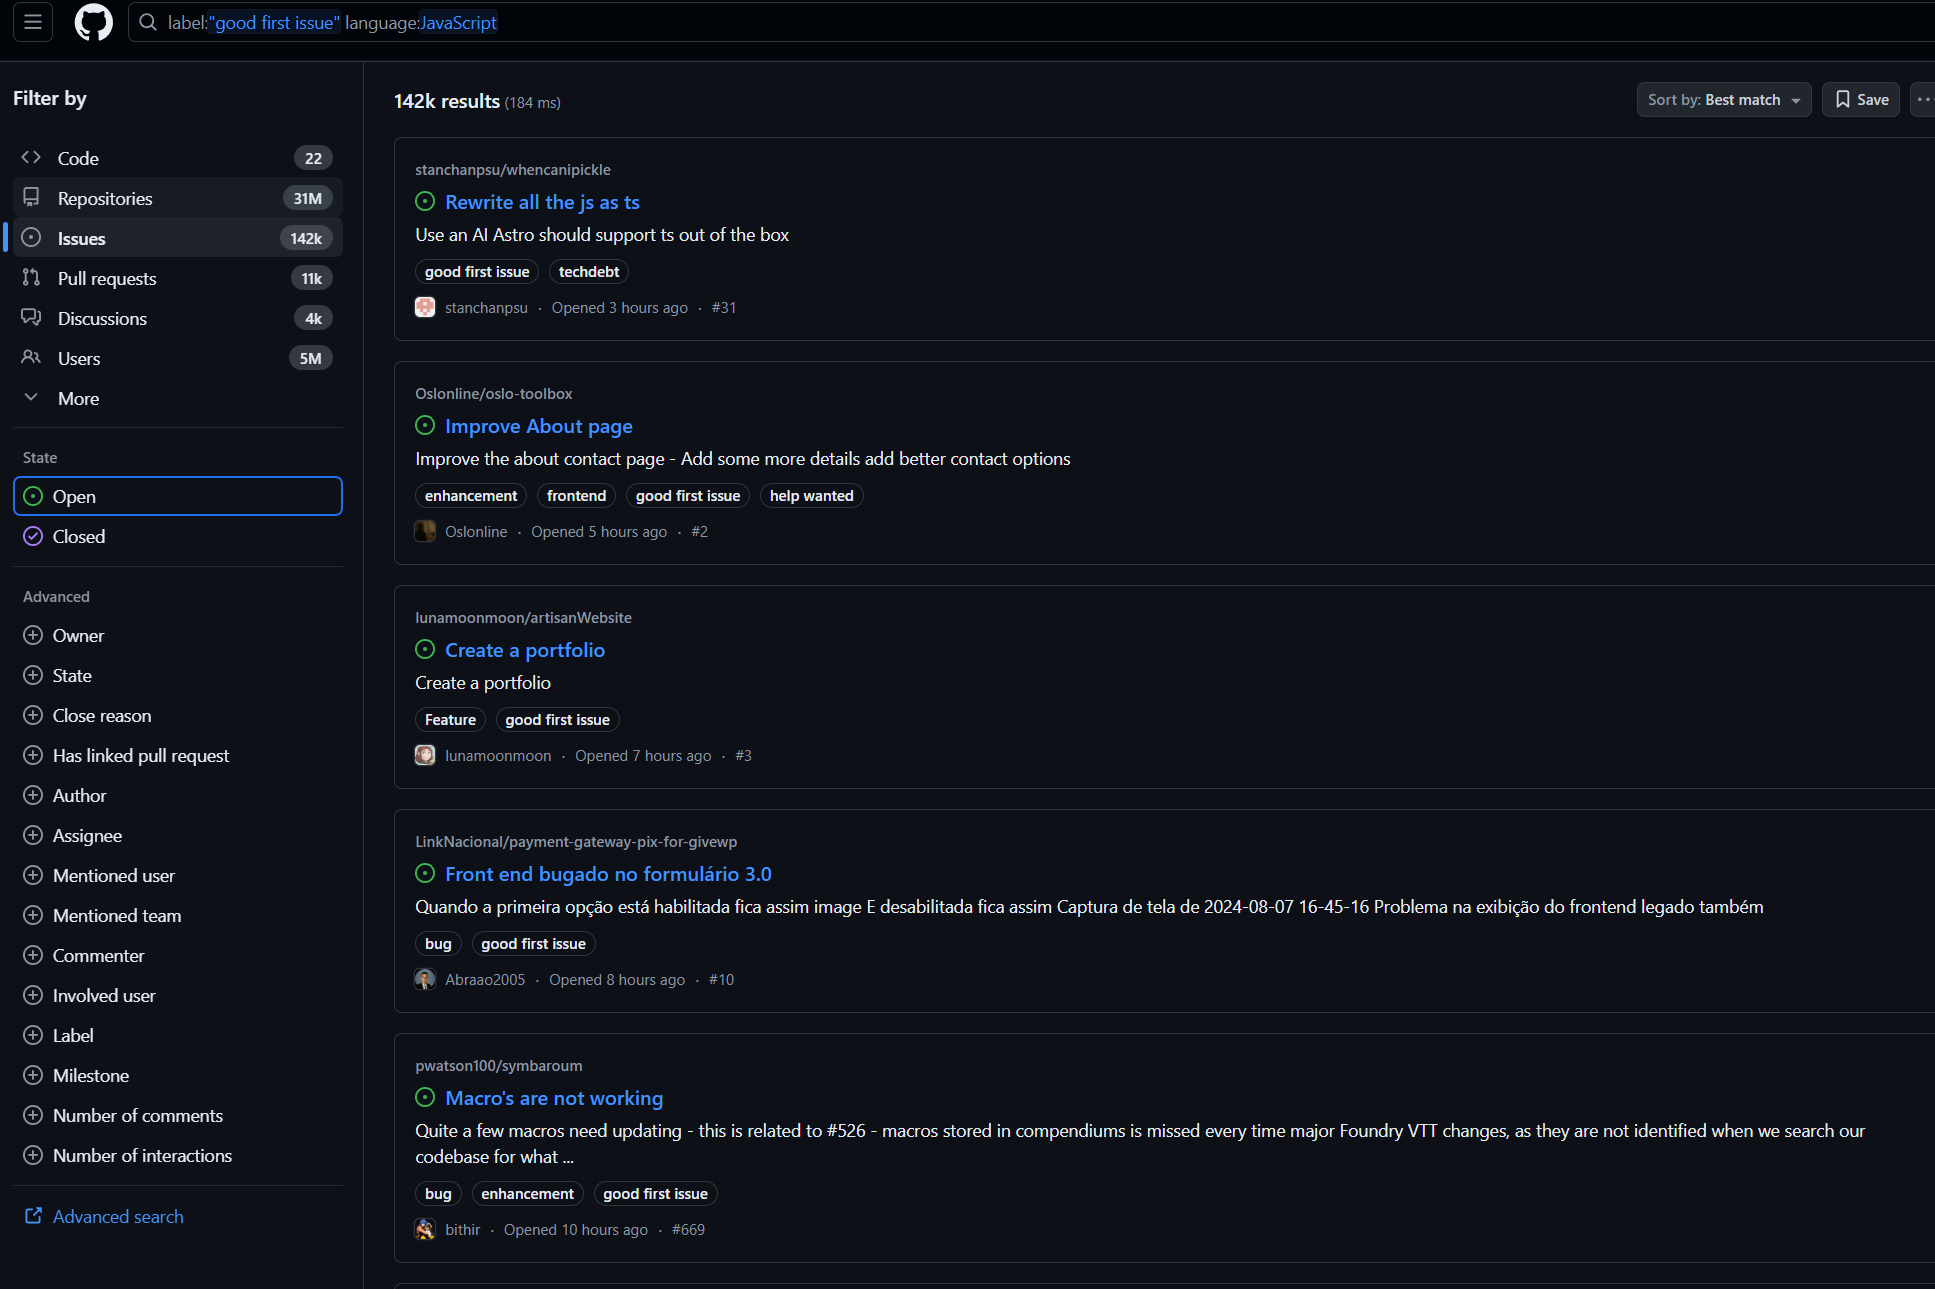 label:"good first issue" language:JavaScript
Filter by
Code 22
Repositories 31M
Issues 142k
Pull requests 11k
Discussions 4k
Users 5M
More
State
Open
Closed
Advanced
Owner
State
Close reason
Has linked pull request
Author
Assignee
Mentioned user
Mentioned team
Commenter
Involved user
Label
Milestone
Number of comments
Number of interactions
Advanced search
142k results (184 ms)
Sort by: Best match
Save
stanchanpsu/whencanipickle
Rewrite all the js as ts
Use an AI Astro should support ts out of the box
good first issue techdebt
stanchanpsu · Opened 3 hours ago · #31
Oslonline/oslo-toolbox
Improve About page
Improve the about contact page - Add some more details add better contact options
enhancement frontend good first issue help wanted
Oslonline · Opened 5 hours ago · #2
lunamoonmoon/artisanWebsite
Create a portfolio
Create a portfolio
Feature good first issue
lunamoonmoon · Opened 7 hours ago · #3
LinkNacional/payment-gateway-pix-for-givewp
Front end bugado no formulário 3.0
Quando a primeira opção está habilitada fica assim image E desabilitada fica assim Captura de tela de 2024-08-07 16-45-16 Problema na exibição do frontend legado também
bug good first issue
Abraao2005 · Opened 8 hours ago · #10
pwatson100/symbaroum
Macro's are not working
Quite a few macros need updating - this is related to #526 - macros stored in compendiums is missed every time major Foundry VTT changes, as they are not identified when we search our
codebase for what ...
bug enhancement good first issue
bithir · Opened 10 hours ago · #669